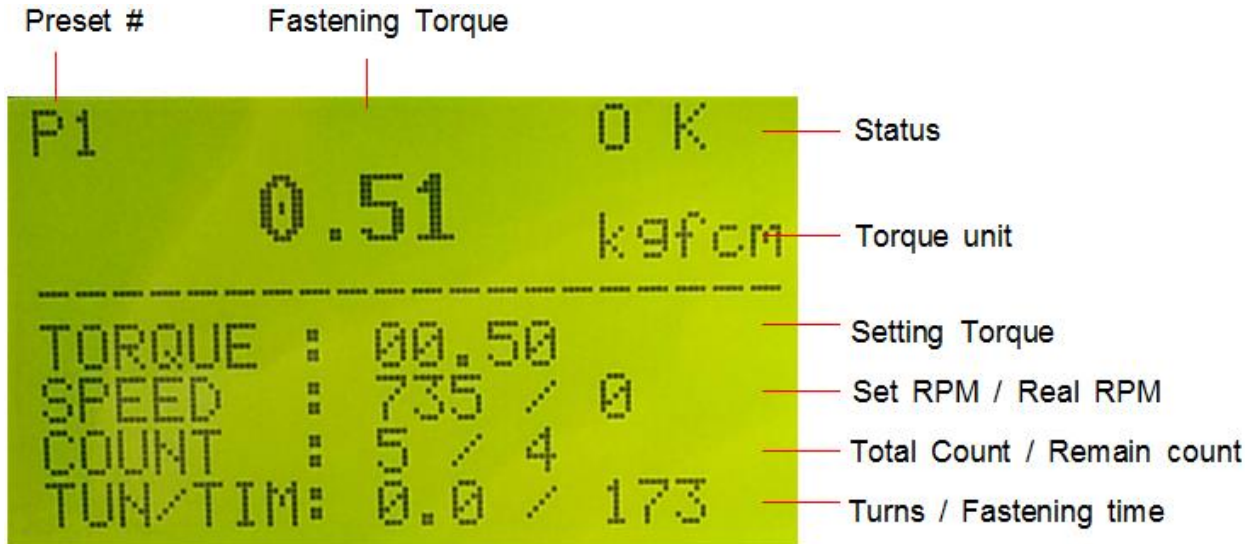 Preset # Fastening Torque
P1 OK Status
0.51
kgfcm Torque unit
TORQUE : 00.50 Setting Torque
SPEED : 735 / 0 Set RPM / Real RPM
COUNT : 5 / 4 Total Count / Remain count
TUN/TIM: 0.0 / 173 Turns / Fastening time